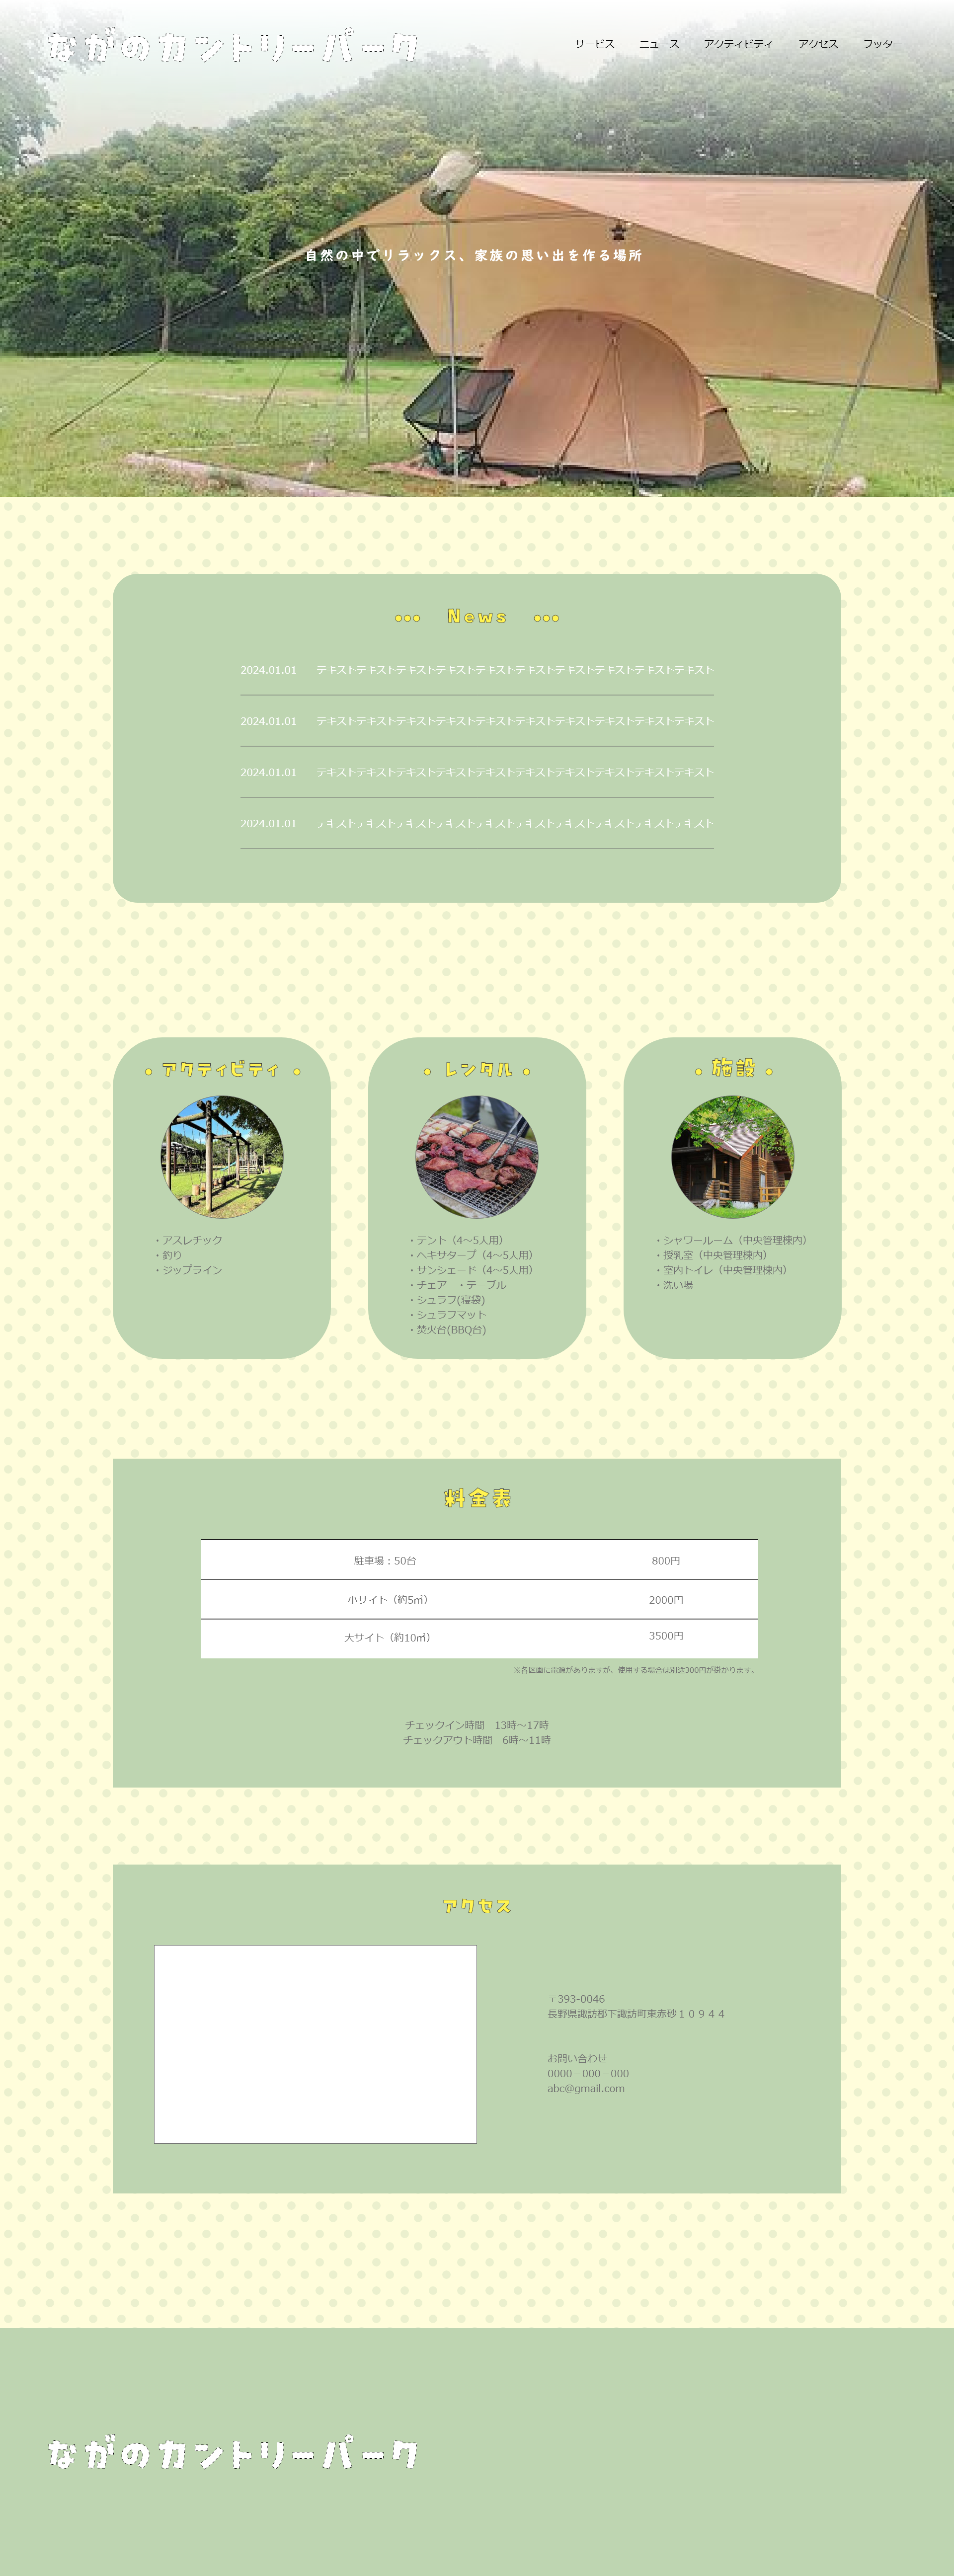 ながのカントリーパーク
サービス ニュース アクティビティ アクセス フッター
自然の中でリラックス、家族の思い出を作る場所
News
2024.01.01 テキストテキストテキストテキストテキストテキストテキストテキストテキストテキスト
2024.01.01 テキストテキストテキストテキストテキストテキストテキストテキストテキストテキスト
2024.01.01 テキストテキストテキストテキストテキストテキストテキストテキストテキストテキスト
2024.01.01 テキストテキストテキストテキストテキストテキストテキストテキストテキストテキスト
アクティビティ
・アスレチック
・釣り
・ジップライン
レンタル
・テント（4～5人用）
・ヘキサタープ（4～5人用）
・サンシェード（4～5人用）
・チェア ・テーブル
・シュラフ(寝袋)
・シュラフマット
・焚火台(BBQ台)
施設
・シャワールーム（中央管理棟内）
・授乳室（中央管理棟内）
・室内トイレ（中央管理棟内）
・洗い場
料金表
駐車場：50台 800円
小サイト（約5㎡） 2000円
大サイト（約10㎡） 3500円
※各区画に電源がありますが、使用する場合は別途300円が掛かります。
チェックイン時間 13時～17時
チェックアウト時間 6時～11時
アクセス
〒393-0046
長野県諏訪郡下諏訪町東赤砂１０９４４
お問い合わせ
0000－000－000
abc@gmail.com
ながのカントリーパーク